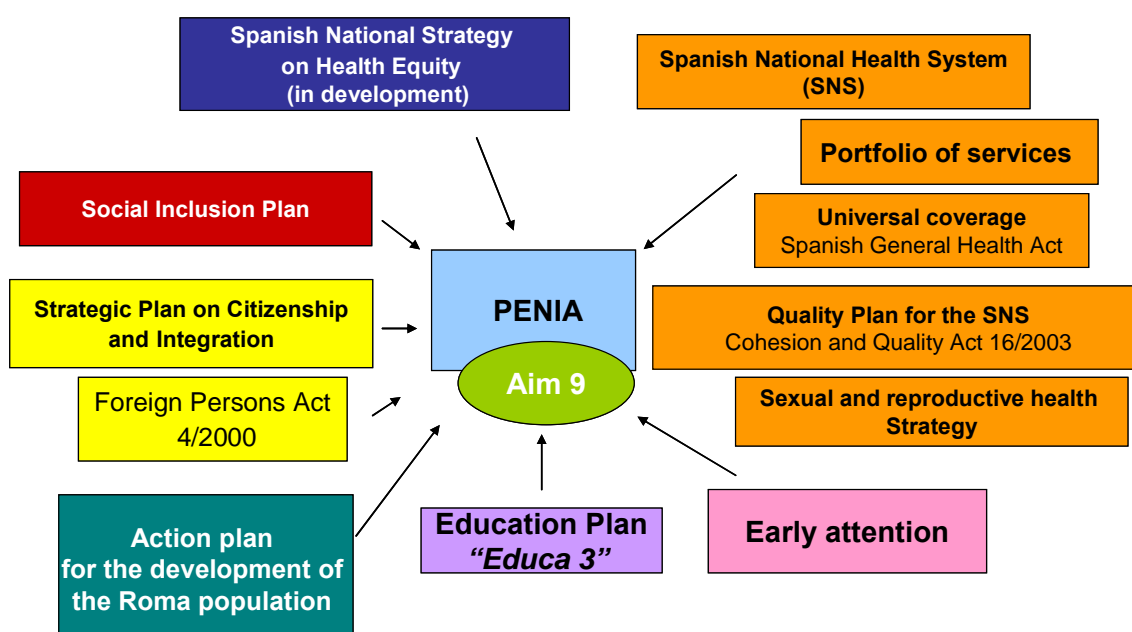 Spanish National Strategy
on Health Equity
(in development)
Spanish National Health System
(SNS)
Portfolio of services
Social Inclusion Plan
Universal coverage
Spanish General Health Act
Strategic Plan on Citizenship
and Integration
PENIA
Quality Plan for the SNS
Cohesion and Quality Act 16/2003
Aim 9
Foreign Persons Act
4/2000
Sexual and reproductive health
Strategy
Action plan
for the development of
the Roma population
Education Plan
“Educa 3”
Early attention